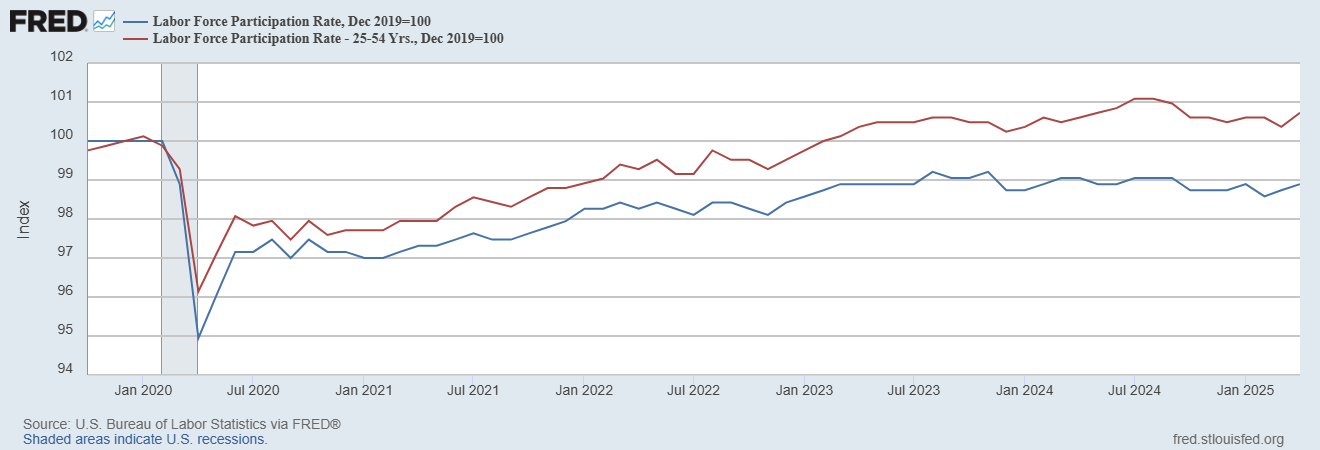 FRED
Labor Force Participation Rate, Dec 2019=100
Labor Force Participation Rate - 25-54 Yrs., Dec 2019=100
102
101
100
99
98
97
96
95
94
Index
Jan 2020 Jul 2020 Jan 2021 Jul 2021 Jan 2022 Jul 2022 Jan 2023 Jul 2023 Jan 2024 Jul 2024 Jan 2025
Source: U.S. Bureau of Labor Statistics via FRED®
Shaded areas indicate U.S. recessions.
fred.stlouisfed.org